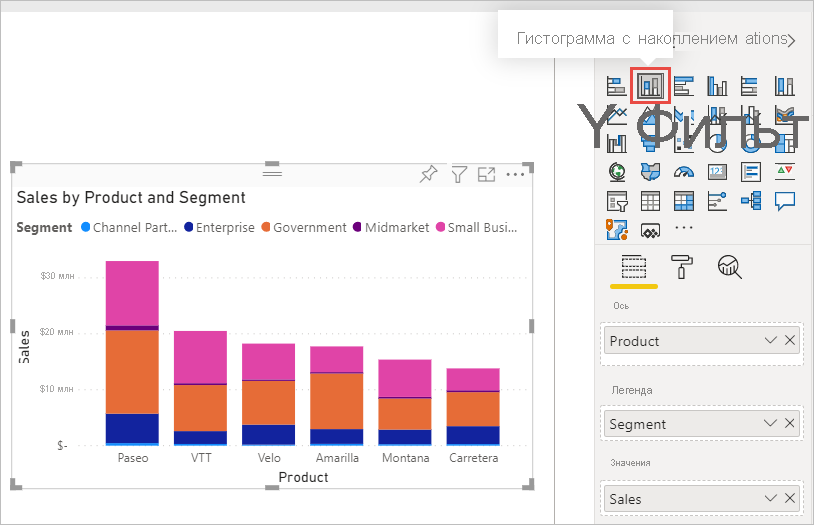 Гистограмма с накоплением ations
Y Фильт
123
Sales by Product and Segment
Segment Channel Part... Enterprise Government Midmarket Small Busi...
Ось
$30 млн
Product
$20 млн
Sales
Легенда
$10 млн
Segment
$-
Paseo VTT Velo Amarilla Montana Carretera
Значения
Product
Sales